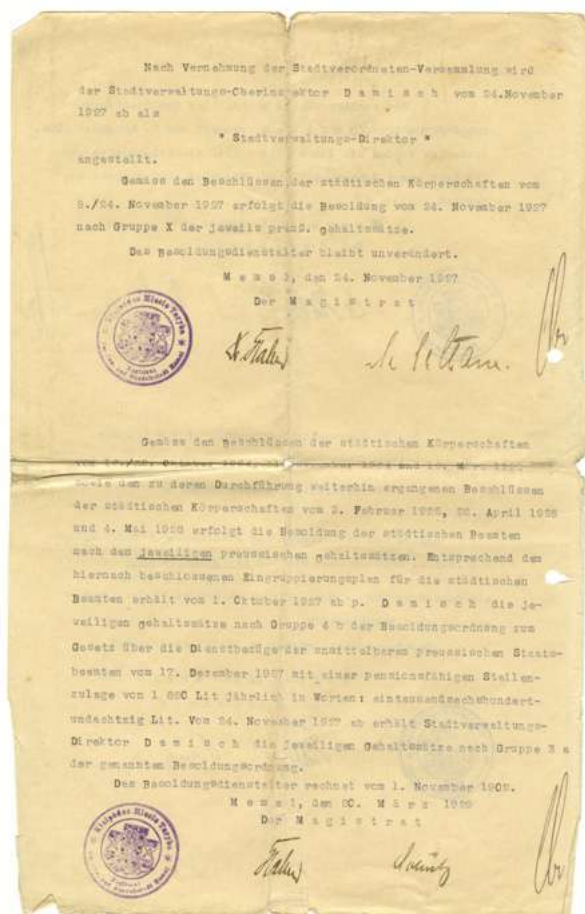 Nach Vernehmung der Stadtverordneten-Versammlung wird
der Stadtverwaltungs-Oberinspektor D a m i s c h vom 24.November
1927 ab als
" Stadtverwaltungs-Direktor "
angestellt.
Gemäss den Beschlüssen der städtischen Körperschaften vom
./24. November 1927 erfolgt die Besoldung vom 24. November 1927
nach Gruppe X der jeweils preuß. Gehaltssätze.
Das Besoldungsdienstalter bleibt unverändert.
M e m e l, den 24. November 1927
Der M a g i s t r a t
Gemäss den Beschlüssen der städtischen Körperschaften
vom Oktober
sowie den zu deren Durchführung weiterhin ergangenen Beschlüssen
der städtischen Körperschaften vom Februar 1928, April 1928
und 4. Mai 1928 erfolgt die Besoldung der städtischen Beamten
nach den jeweiligen preussischen Gehaltssätzen. Entsprechend dem
hiernach beschlossenen Eingruppierungsplan für die städtischen
Beamten erhält vom 1. Oktober 1927 ab p. D a m i s c h die je-
weiligen Gehaltssätze nach Gruppe 4 b der Besoldungsordnung zum
Gesetz über die Dienstbezüge der unmittelbaren preussischen Staats-
beamten vom 17. Dezember 1927 mit einer pensionsfähigen Stellen-
zulage von 1 680 Lit jährlich in Worten: eintausendsechshundert-
undachtzig Lit. Vom 24. November 1927 ab erhält Stadtverwaltungs-
Direktor D a m i s c h die jeweiligen Gehaltssätze nach Gruppe a
der genannten Besoldungsordnung.
Das Besoldungsdienstalter rechnet vom 1. November 1909.
M e m e l, den 20. März 1929
Der M a g i s t r a t